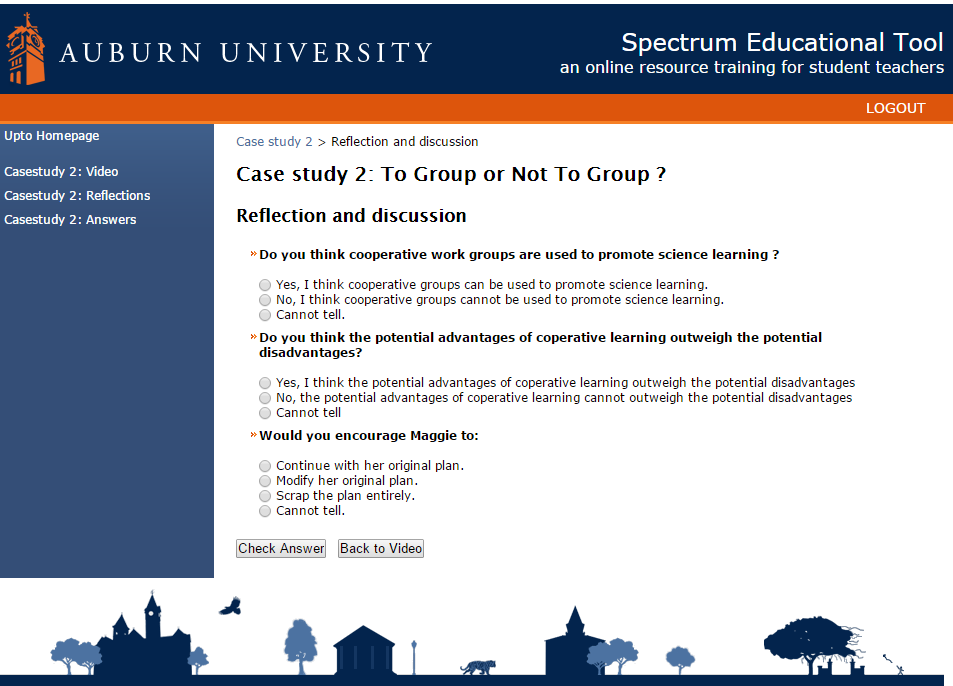 AUBURN UNIVERSITY
Spectrum Educational Tool
an online resource training for student teachers
LOGOUT
Upto Homepage
Casestudy 2: Video
Casestudy 2: Reflections
Casestudy 2: Answers
Case study 2 > Reflection and discussion
Case study 2: To Group or Not To Group ?
Reflection and discussion
» Do you think cooperative work groups are used to promote science learning ?
Yes, I think cooperative groups can be used to promote science learning.
No, I think cooperative groups cannot be used to promote science learning.
Cannot tell.
» Do you think the potential advantages of coperative learning outweigh the potential
disadvantages?
Yes, I think the potential advantages of coperative learning outweigh the potential disadvantages
No, the potential advantages of coperative learning cannot outweigh the potential disadvantages
Cannot tell
» Would you encourage Maggie to:
Continue with her original plan.
Modify her original plan.
Scrap the plan entirely.
Cannot tell.
Check Answer Back to Video